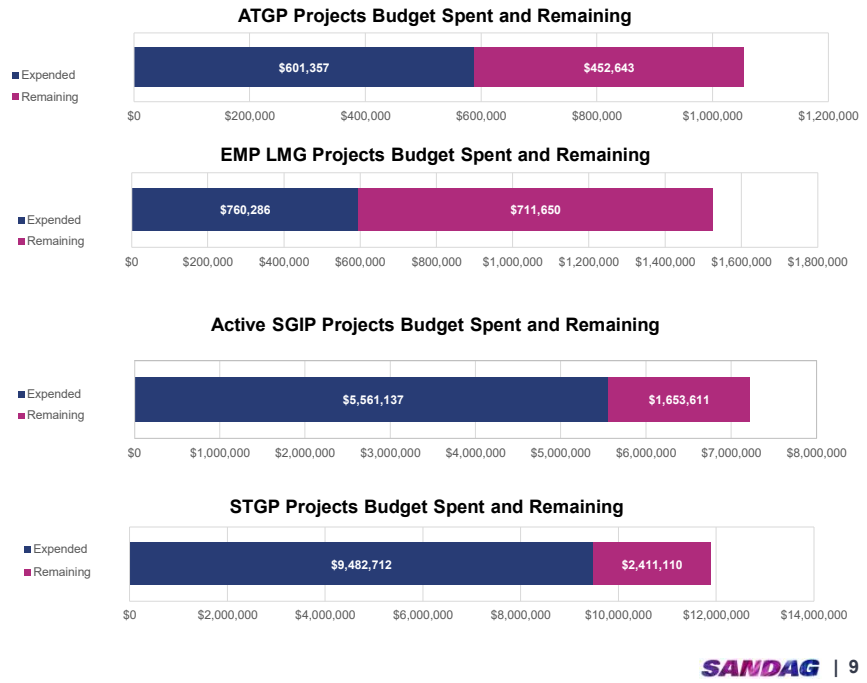 ATGP Projects Budget Spent and Remaining
Expended
Remaining
$601,357 $452,643
$0 $200,000 $400,000 $600,000 $800,000 $1,000,000 $1,200,000
EMP LMG Projects Budget Spent and Remaining
Expended
Remaining
$760,286 $711,650
$0 $200,000 $400,000 $600,000 $800,000 $1,000,000 $1,200,000 $1,400,000 $1,600,000 $1,800,000
Active SGIP Projects Budget Spent and Remaining
Expended
Remaining
$5,561,137 $1,653,611
$0 $1,000,000 $2,000,000 $3,000,000 $4,000,000 $5,000,000 $6,000,000 $7,000,000 $8,000,000
STGP Projects Budget Spent and Remaining
Expended
Remaining
$9,482,712 $2,411,110
$0 $2,000,000 $4,000,000 $6,000,000 $8,000,000 $10,000,000 $12,000,000 $14,000,000
SANDAG | 9